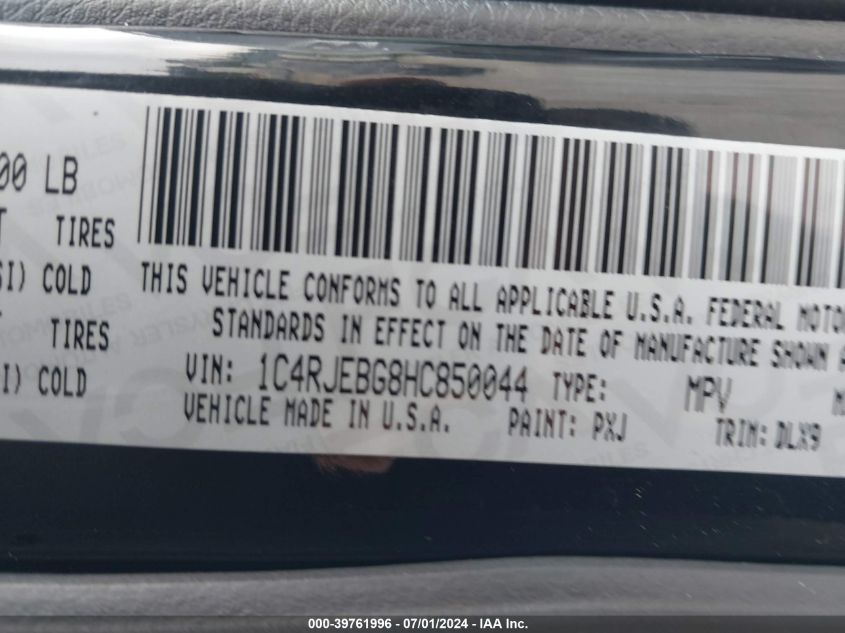 00 LB
TIRES
SI) COLD
TIRES
I) COLD
THIS VEHICLE CONFORMS TO ALL APPLICABLE U.S.A. FEDERAL MOTOR
STANDARDS IN EFFECT ON THE DATE OF MANUFACTURE SHOWN A
VIN: 1C4RJEBG8HC850044 TYPE: MPV
VEHICLE MADE IN U.S.A. PAINT: PXJ TRIM: DLX9
000-39761996 - 07/01/2024 - IAA Inc.